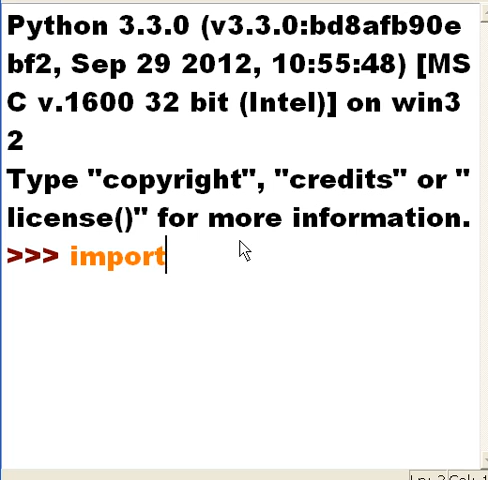 Python 3.3.0 (v3.3.0:bd8afb90e
bf2, Sep 29 2012, 10:55:48) [MS
C v.1600 32 bit (Intel)] on win3
2
Type "copyright", "credits" or "
license()" for more information.
>>> import